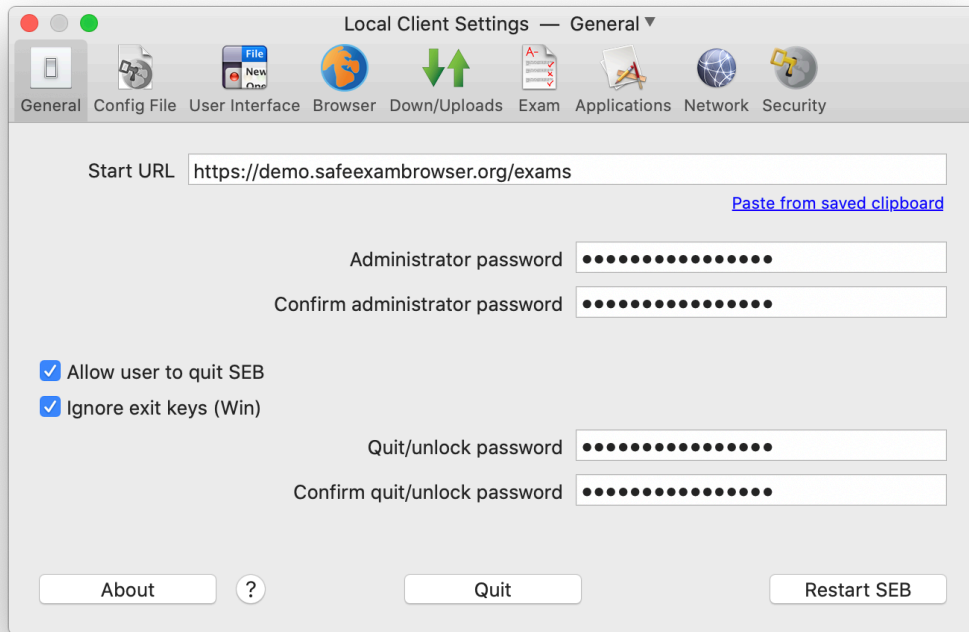 Local Client Settings — General
File
New
General Config File User Interface Browser Down/Uploads Exam Applications Network Security
Start URL https://demo.safeexambrowser.org/exams
Paste from saved clipboard
Administrator password ●●●●●●●●●●●●●●●●
Confirm administrator password ●●●●●●●●●●●●●●●●
Allow user to quit SEB
Ignore exit keys (Win)
Quit/unlock password ●●●●●●●●●●●●●●●●
Confirm quit/unlock password ●●●●●●●●●●●●●●●●
About ? Quit Restart SEB